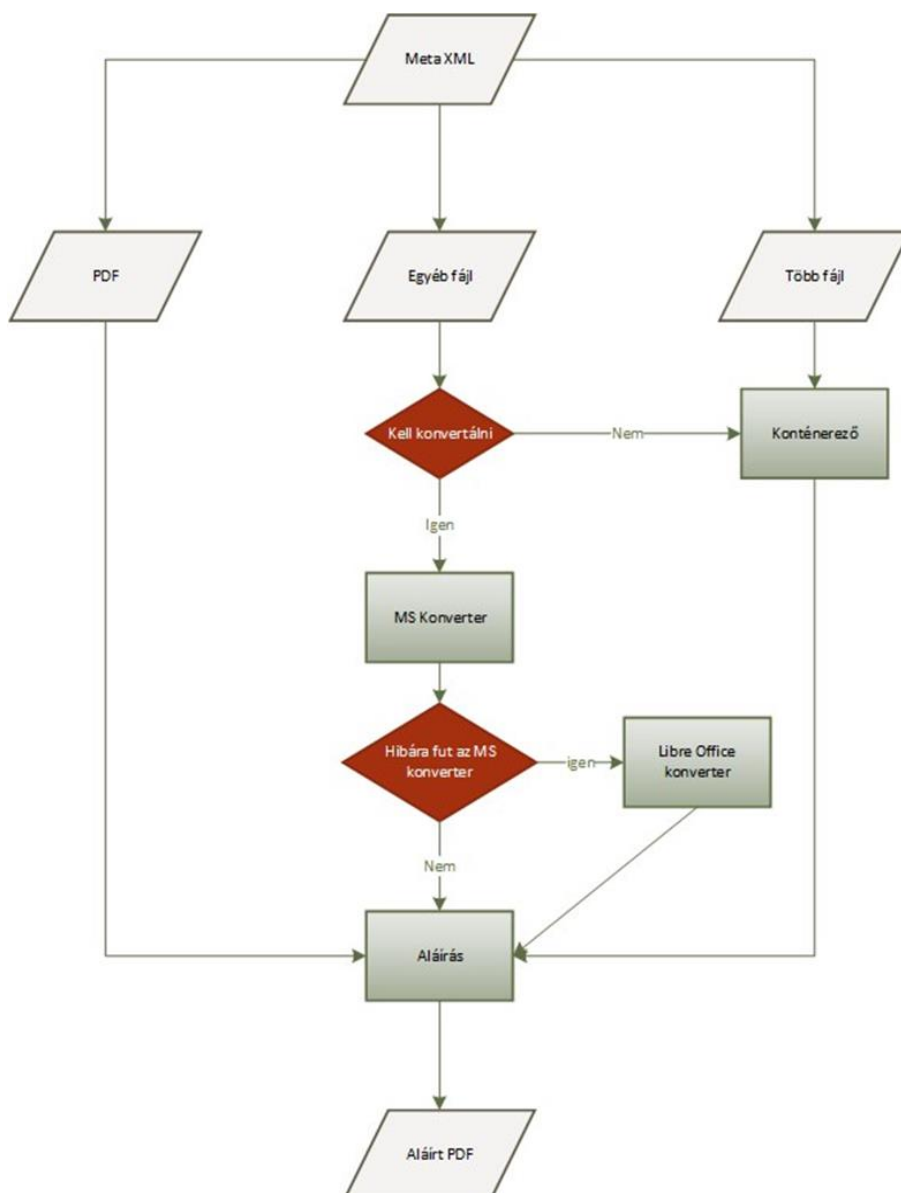 Meta XML
PDF
Egyéb fájl
Több fájl
Kell konvertálni
Nem
Konténerező
Igen
MS Konverter
Hibára fut az MS
konverter
igen
Libre Office
konverter
Nem
Aláírás
Aláírt PDF